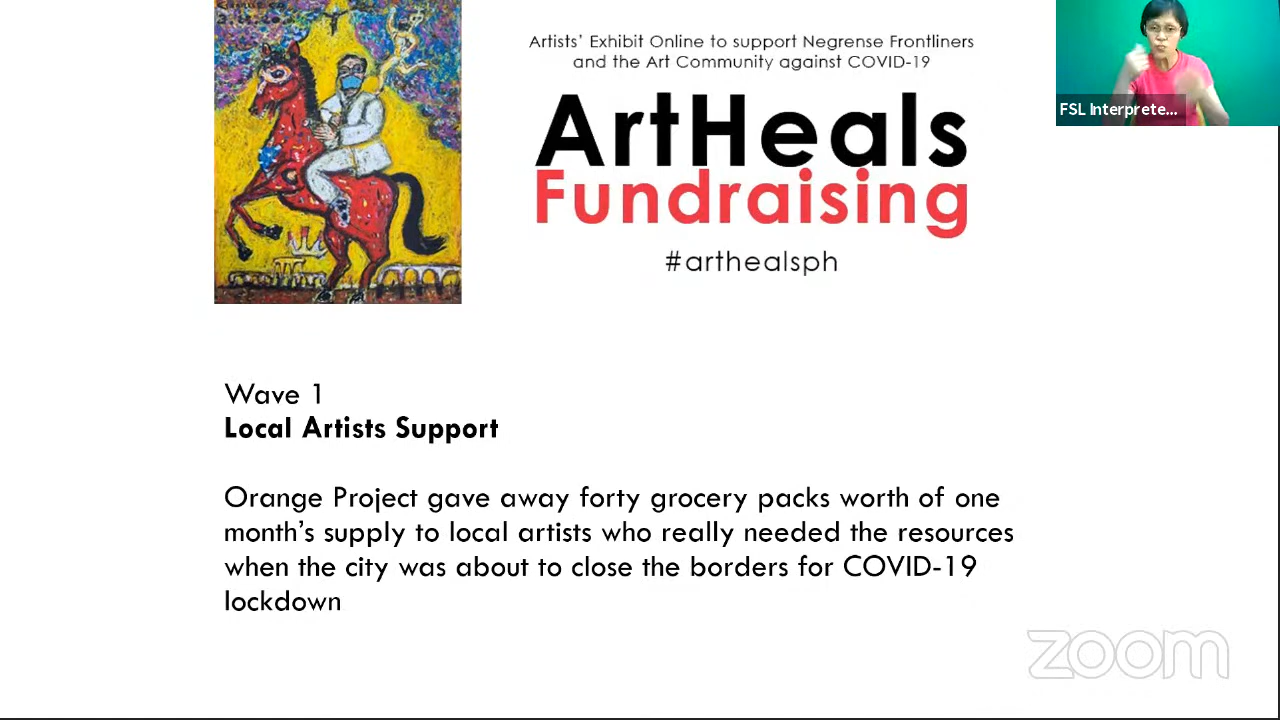 Artists' Exhibit Online to support Negrense Frontliners
and the Art Community against COVID-19
ArtHeals
Fundraising
#arthealsph
FSL Interprete...
Wave 1
Local Artists Support
Orange Project gave away forty grocery packs worth of one
month's supply to local artists who really needed the resources
when the city was about to close the borders for COVID-19
lockdown
zoom